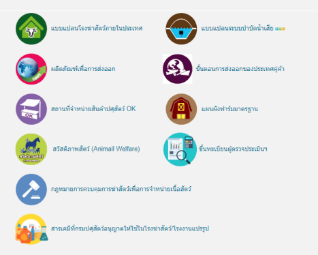 แบบแปลนโรงฆ่าสัตว์ภายในประเทศ
แบบแปลนระบบบำบัดน้ำเสีย
ผลิตภัณฑ์เพื่อการส่งออก
ขั้นตอนการส่งออกของประเทศคู่ค้า
สถานที่จำหน่ายสินค้าปศุสัตว์ OK
แผนผังฟาร์มมาตรฐาน
สวัสดิภาพสัตว์ (Animal Welfare)
ขึ้นทะเบียนผู้ตรวจประเมินฯ
กฎหมายการควบคุมการฆ่าสัตว์เพื่อการจำหน่ายเนื้อสัตว์
สารเคมีที่กรมปศุสัตว์อนุญาตให้ใช้ในโรงฆ่าสัตว์/โรงงานแปรรูป